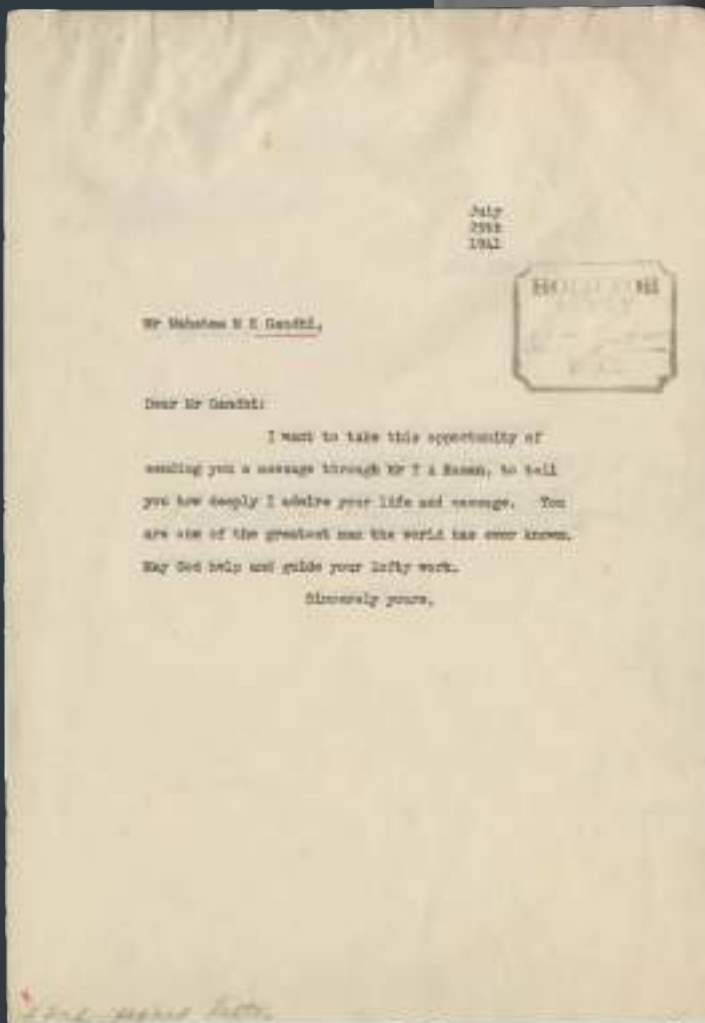 July
29th
1941
Mr Mahatma M K Gandhi,
Dear Mr Gandhi:
I want to take this opportunity of
sending you a message through Mr T A Raman, to tell
you how deeply I admire your life and message. You
are one of the greatest men the world has ever known.
May God help and guide your lofty work.
Sincerely yours,